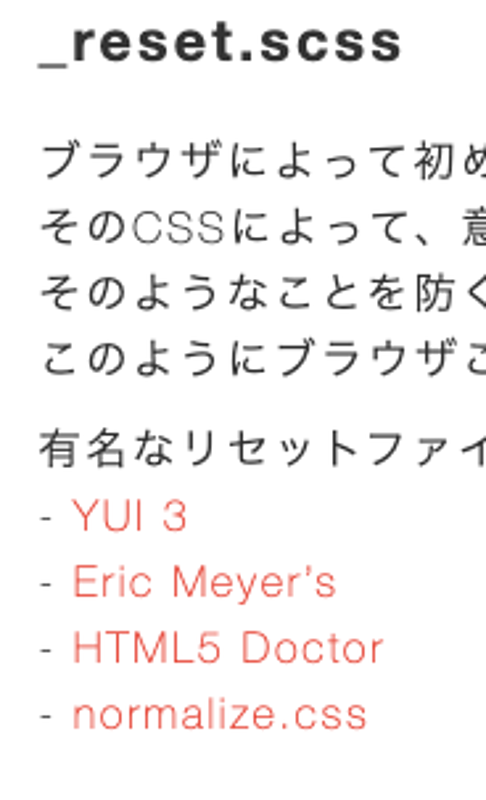 _reset.scss
ブラウザによって初め
そのCSSによって、意
そのようなことを防く
このようにブラウザご
有名なリセットファイ
- YUI 3
- Eric Meyer's
- HTML5 Doctor
- normalize.css